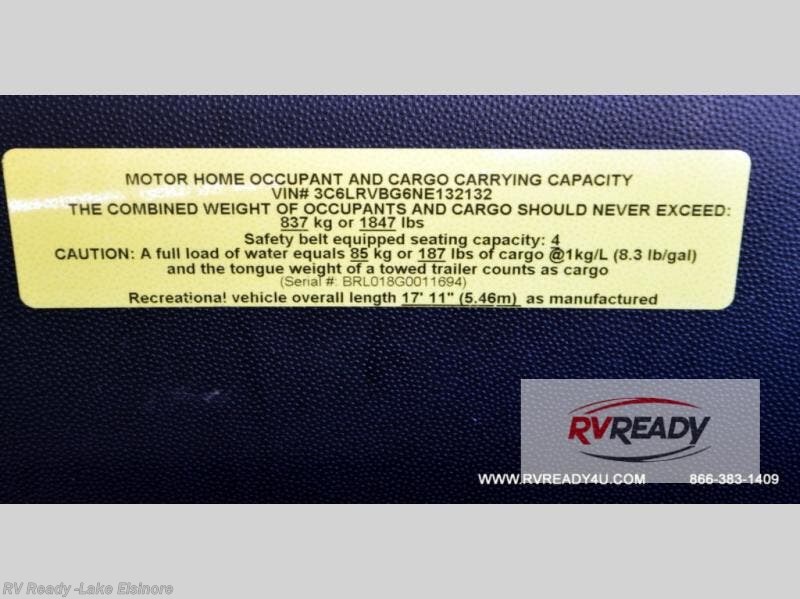 MOTOR HOME OCCUPANT AND CARGO CARRYING CAPACITY
VIN# 3C6LRVBG6NE132132
THE COMBINED WEIGHT OF OCCUPANTS AND CARGO SHOULD NEVER EXCEED:
837 kg or 1847 lbs
Safety belt equipped seating capacity: 4
CAUTION: A full load of water equals 85 kg or 187 lbs of cargo @1kg/L (8.3 lb/gal)
and the tongue weight of a towed trailer counts as cargo
(Serial #: BRL018G0011694)
Recreational vehicle overall length 17' 11" (5.46m) as manufactured
RVREADY
WWW.RVREADY4U.COM 866-383-1409
RV Ready -Lake Elsinore